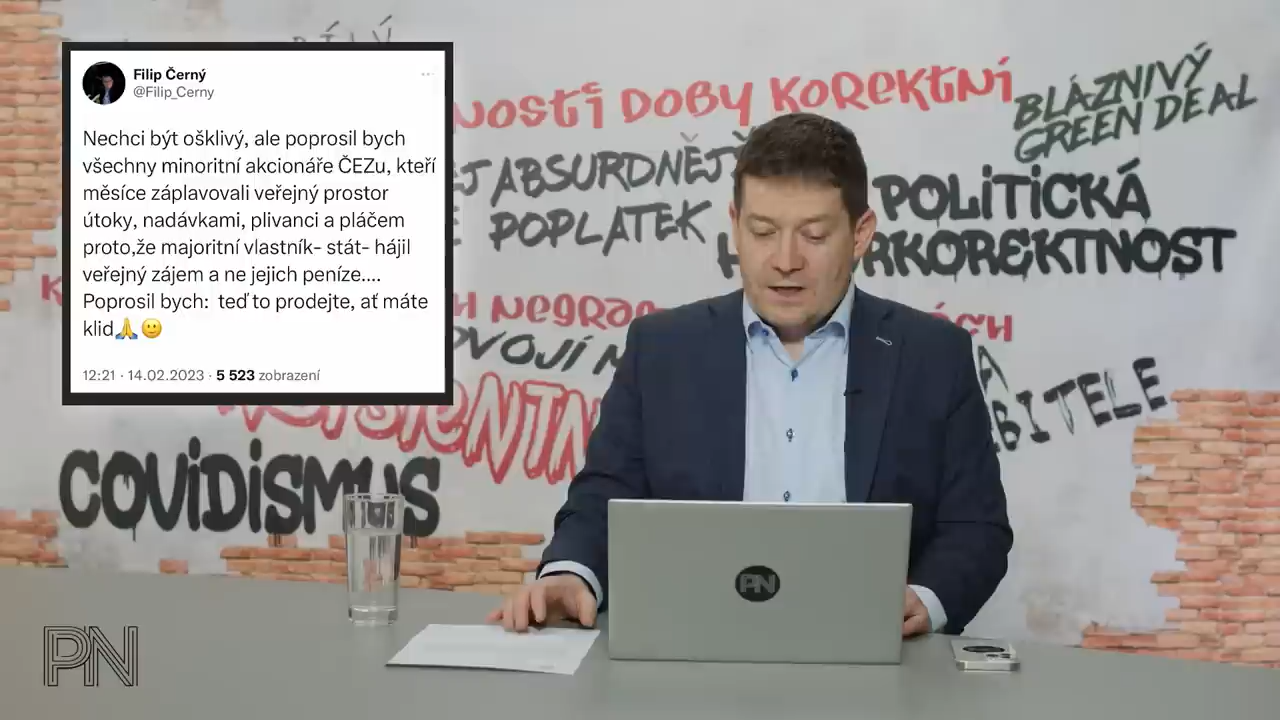 Filip Černý
@Filip_Cerny
Nechci být ošklivý, ale poprosil bych
všechny minoritní akcionáře ČEZu, kteří
měsíce záplavovali veřejný prostor
útoky, nadávkami, plivanci a pláčem
proto,že majoritní vlastník- stát- hájil
veřejný zájem a ne jejich peníze....
Poprosil bych: teď to prodejte, ať máte
klid🙏🙂
12:21 · 14.02.2023 · 5 523 zobrazení
DOBY KOREKTNÍ
BLÁZNIVÝ
GREEN DEAL
POPLATEK
POLITICKÁ
COVIDISMUS
PN
PN